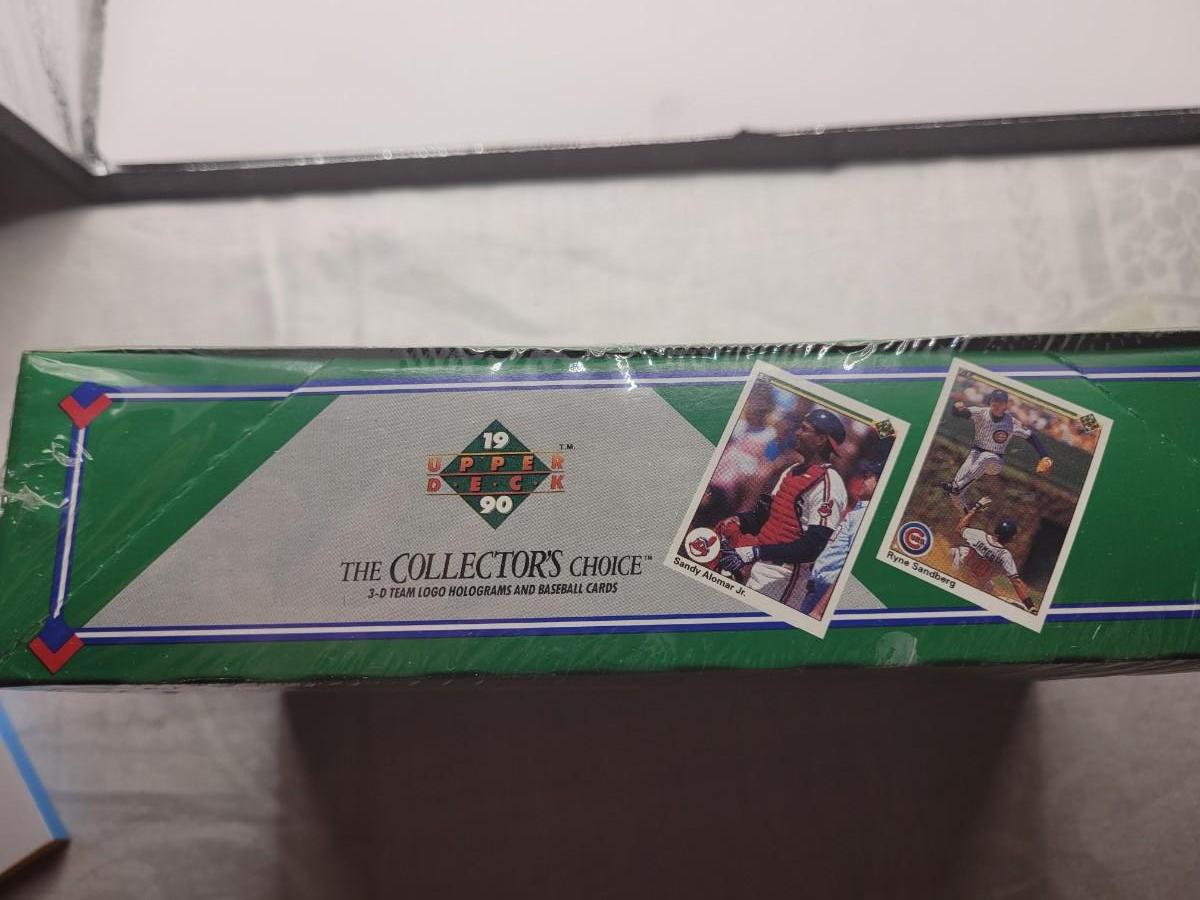 19
UPPER
DECK
90
T.M.
THE COLLECTOR'S CHOICE™
3-D TEAM LOGO HOLOGRAMS AND BASEBALL CARDS
Sandy Alomar Jr.
Ryne Sandberg
JAMES